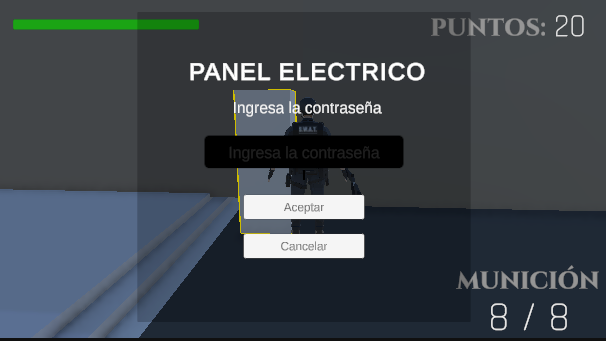 PUNTOS: 20
PANEL ELECTRICO
Ingresa la contraseña
S.W.A.T.
Ingresa la contraseña
Aceptar
Cancelar
MUNICIÓN
8 / 8